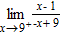 lim x→9⁺ (x-1)/(-x+9)